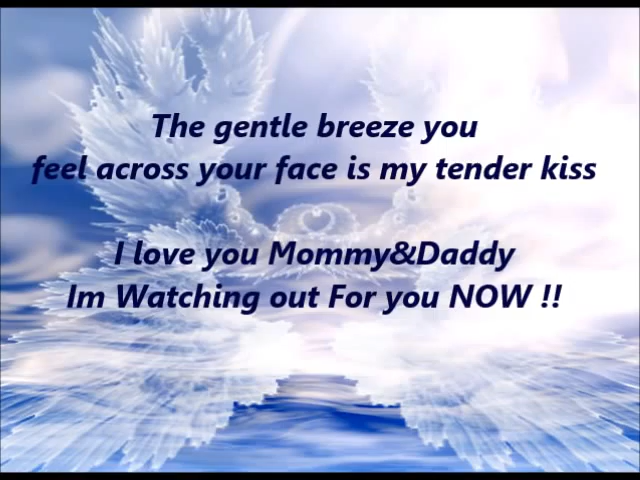 The gentle breeze you
feel across your face is my tender kiss
I love you Mommy&Daddy
Im Watching out For you NOW !!